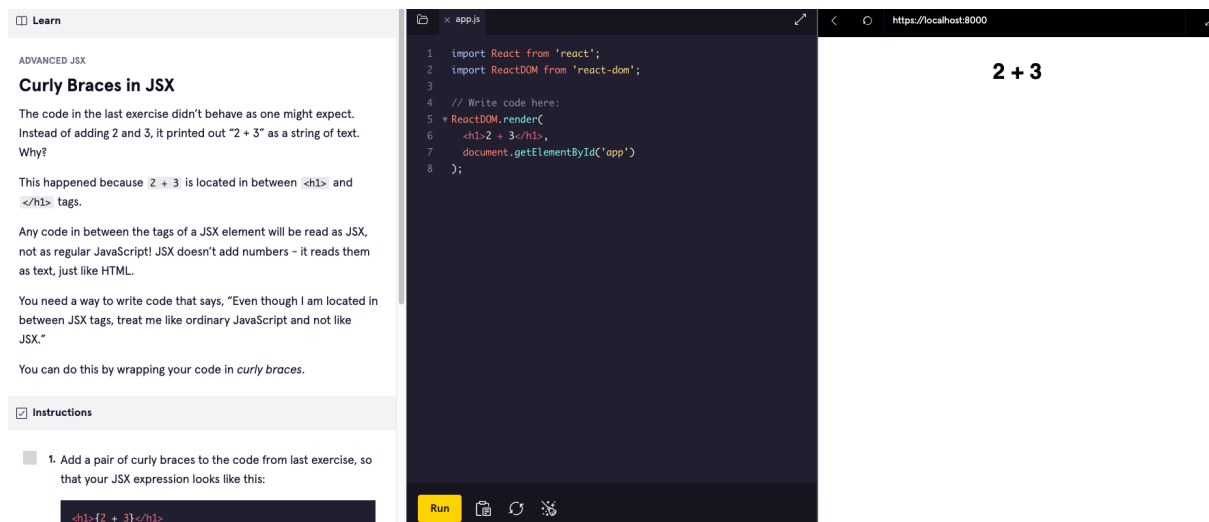 Learn
ADVANCED JSX
Curly Braces in JSX
The code in the last exercise didn’t behave as one might expect.
Instead of adding 2 and 3, it printed out “2 + 3” as a string of text.
Why?
This happened because 2 + 3 is located in between <h1> and
</h1> tags.
Any code in between the tags of a JSX element will be read as JSX,
not as regular JavaScript! JSX doesn’t add numbers - it reads them
as text, just like HTML.
You need a way to write code that says, “Even though I am located in
between JSX tags, treat me like ordinary JavaScript and not like
JSX.”
You can do this by wrapping your code in curly braces.
Instructions
1. Add a pair of curly braces to the code from last exercise, so
that your JSX expression looks like this:
<h1>{2 + 3}</h1>
app.js
1 import React from 'react';
2 import ReactDOM from 'react-dom';
3
4 // Write code here:
5 ReactDOM.render(
6 <h1>2 + 3</h1>,
7 document.getElementById('app')
8 );
Run
https://localhost:8000
2 + 3